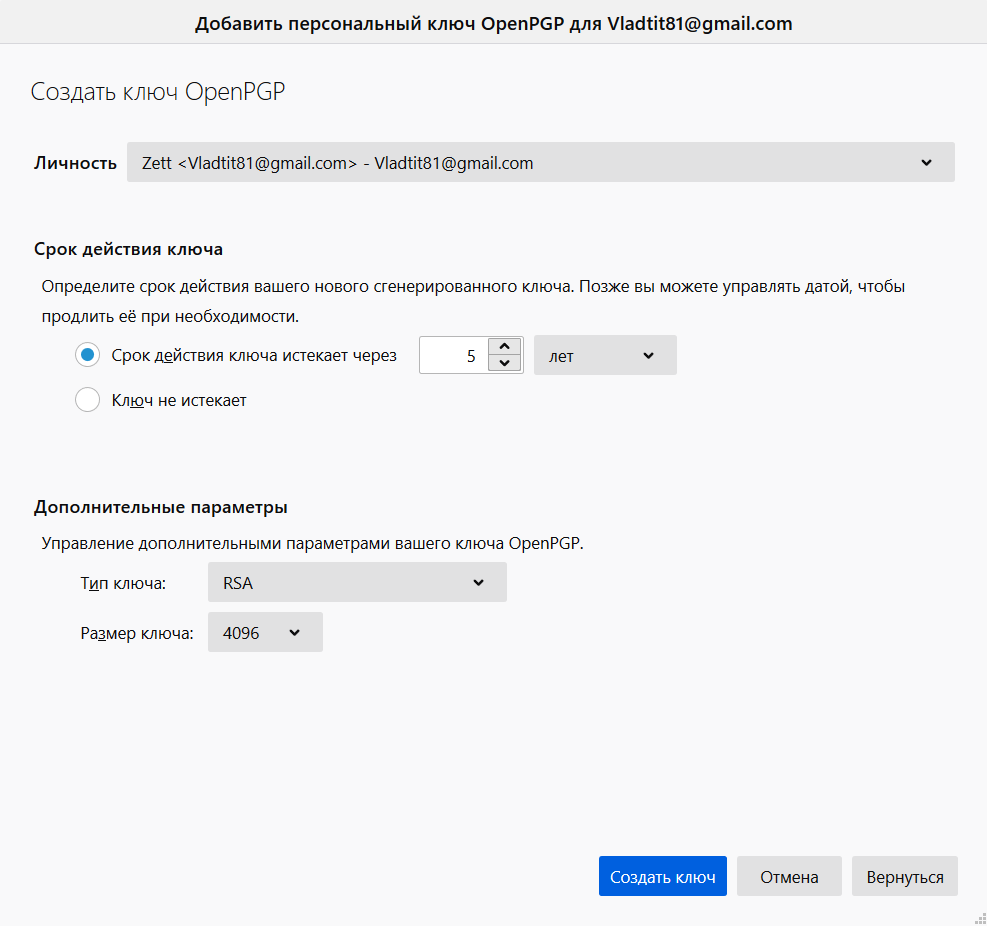 Добавить персональный ключ OpenPGP для Vladtit81@gmail.com
Создать ключ OpenPGP
Личность Zett <Vladtit81@gmail.com> - Vladtit81@gmail.com
Срок действия ключа
Определите срок действия вашего нового сгенерированного ключа. Позже вы можете управлять датой, чтобы
продлить её при необходимости.
Срок действия ключа истекает через 5 лет
Ключ не истекает
Дополнительные параметры
Управление дополнительными параметрами вашего ключа OpenPGP.
Тип ключа: RSA
Размер ключа: 4096
Создать ключ Отмена Вернуться